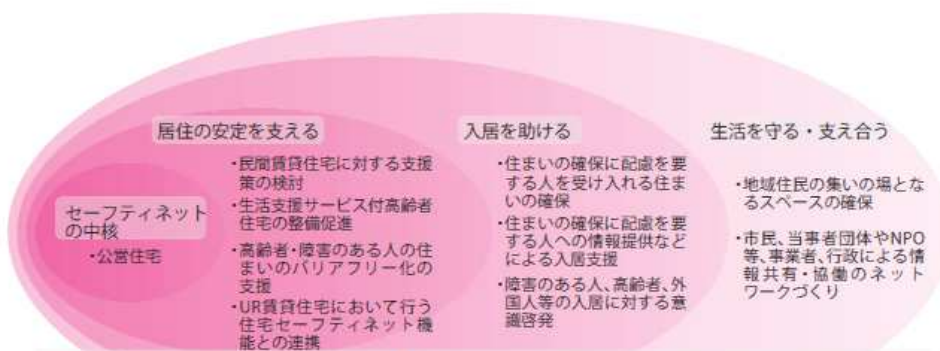 居住の安定を支える
入居を助ける
生活を守る・支え合う
セーフティネット
の中核
・公営住宅
・民間賃貸住宅に対する支援
策の検討
・生活支援サービス付高齢者
住宅の整備促進
・高齢者・障害のある人の住
まいのバリアフリー化の
支援
・UR賃貸住宅において行う
住宅セーフティネット機
能との連携
・住まいの確保に配慮を要
する人を受け入れる住ま
いの確保
・住まいの確保に配慮を要
する人への情報提供など
による入居支援
・障害のある人、高齢者、外
国人等の入居に対する意
識啓発
・地域住民の集いの場とな
るスペースの確保
・市民、当事者団体やNPO
等、事業者、行政による情
報共有・協働のネット
ワークづくり